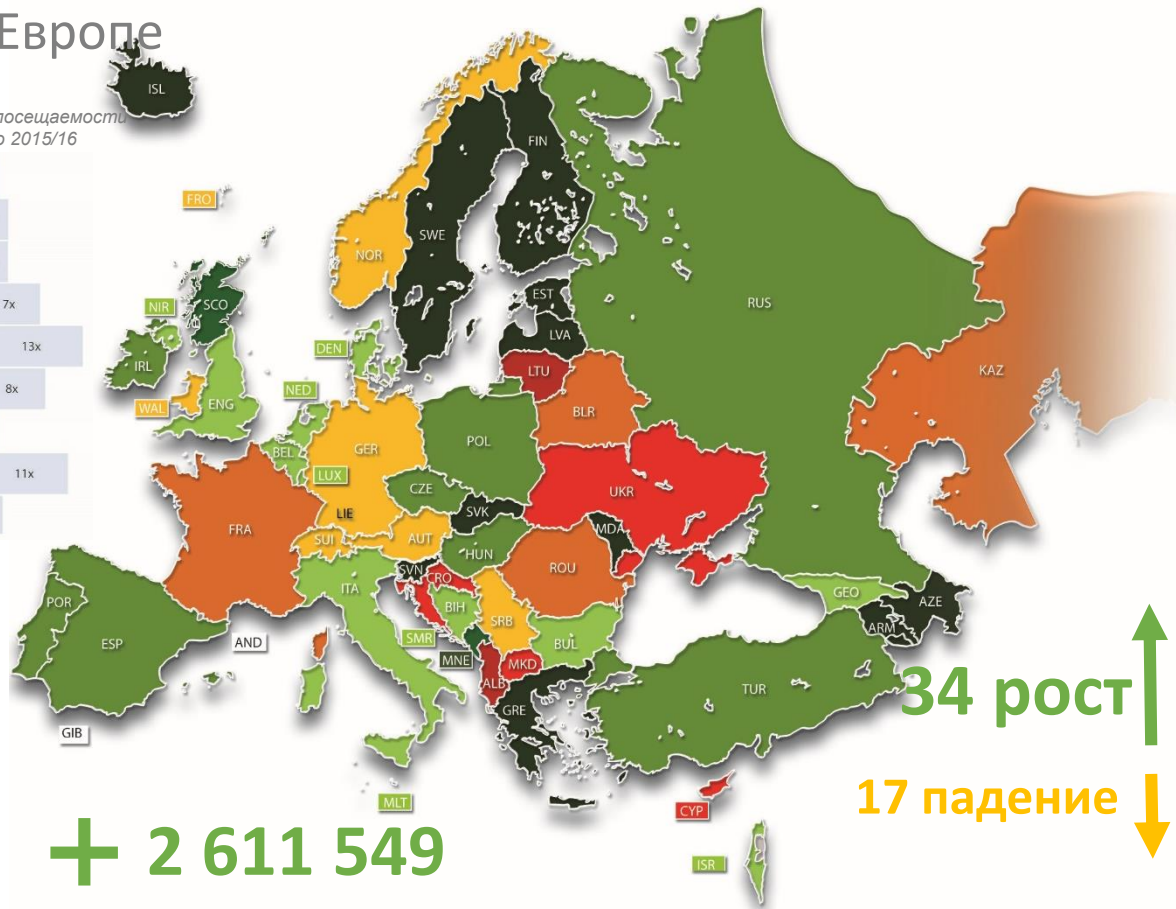 Европе
ISL
посещаемости
о 2015/16
FIN
FRO
SWE
NOR
EST
RUS
7x
NIR
SCO
LVA
13x
DEN
IRL
LTU
KAZ
8x
NED
WAL
ENG
BLR
POL
GER
BEL
11x
LUX
CZE
UKR
LIE
SVK
FRA
AUT
MDA
SUI
HUN
SVN
ROU
CRO
ITA
GEO
POR
BIH
AZE
SRB
ARM
ESP
AND
SMR
BUL
MNE
MKD
ALB
TUR
34 рост
GRE
GIB
MLT
CYP
17 падение
+ 2 611 549
ISR